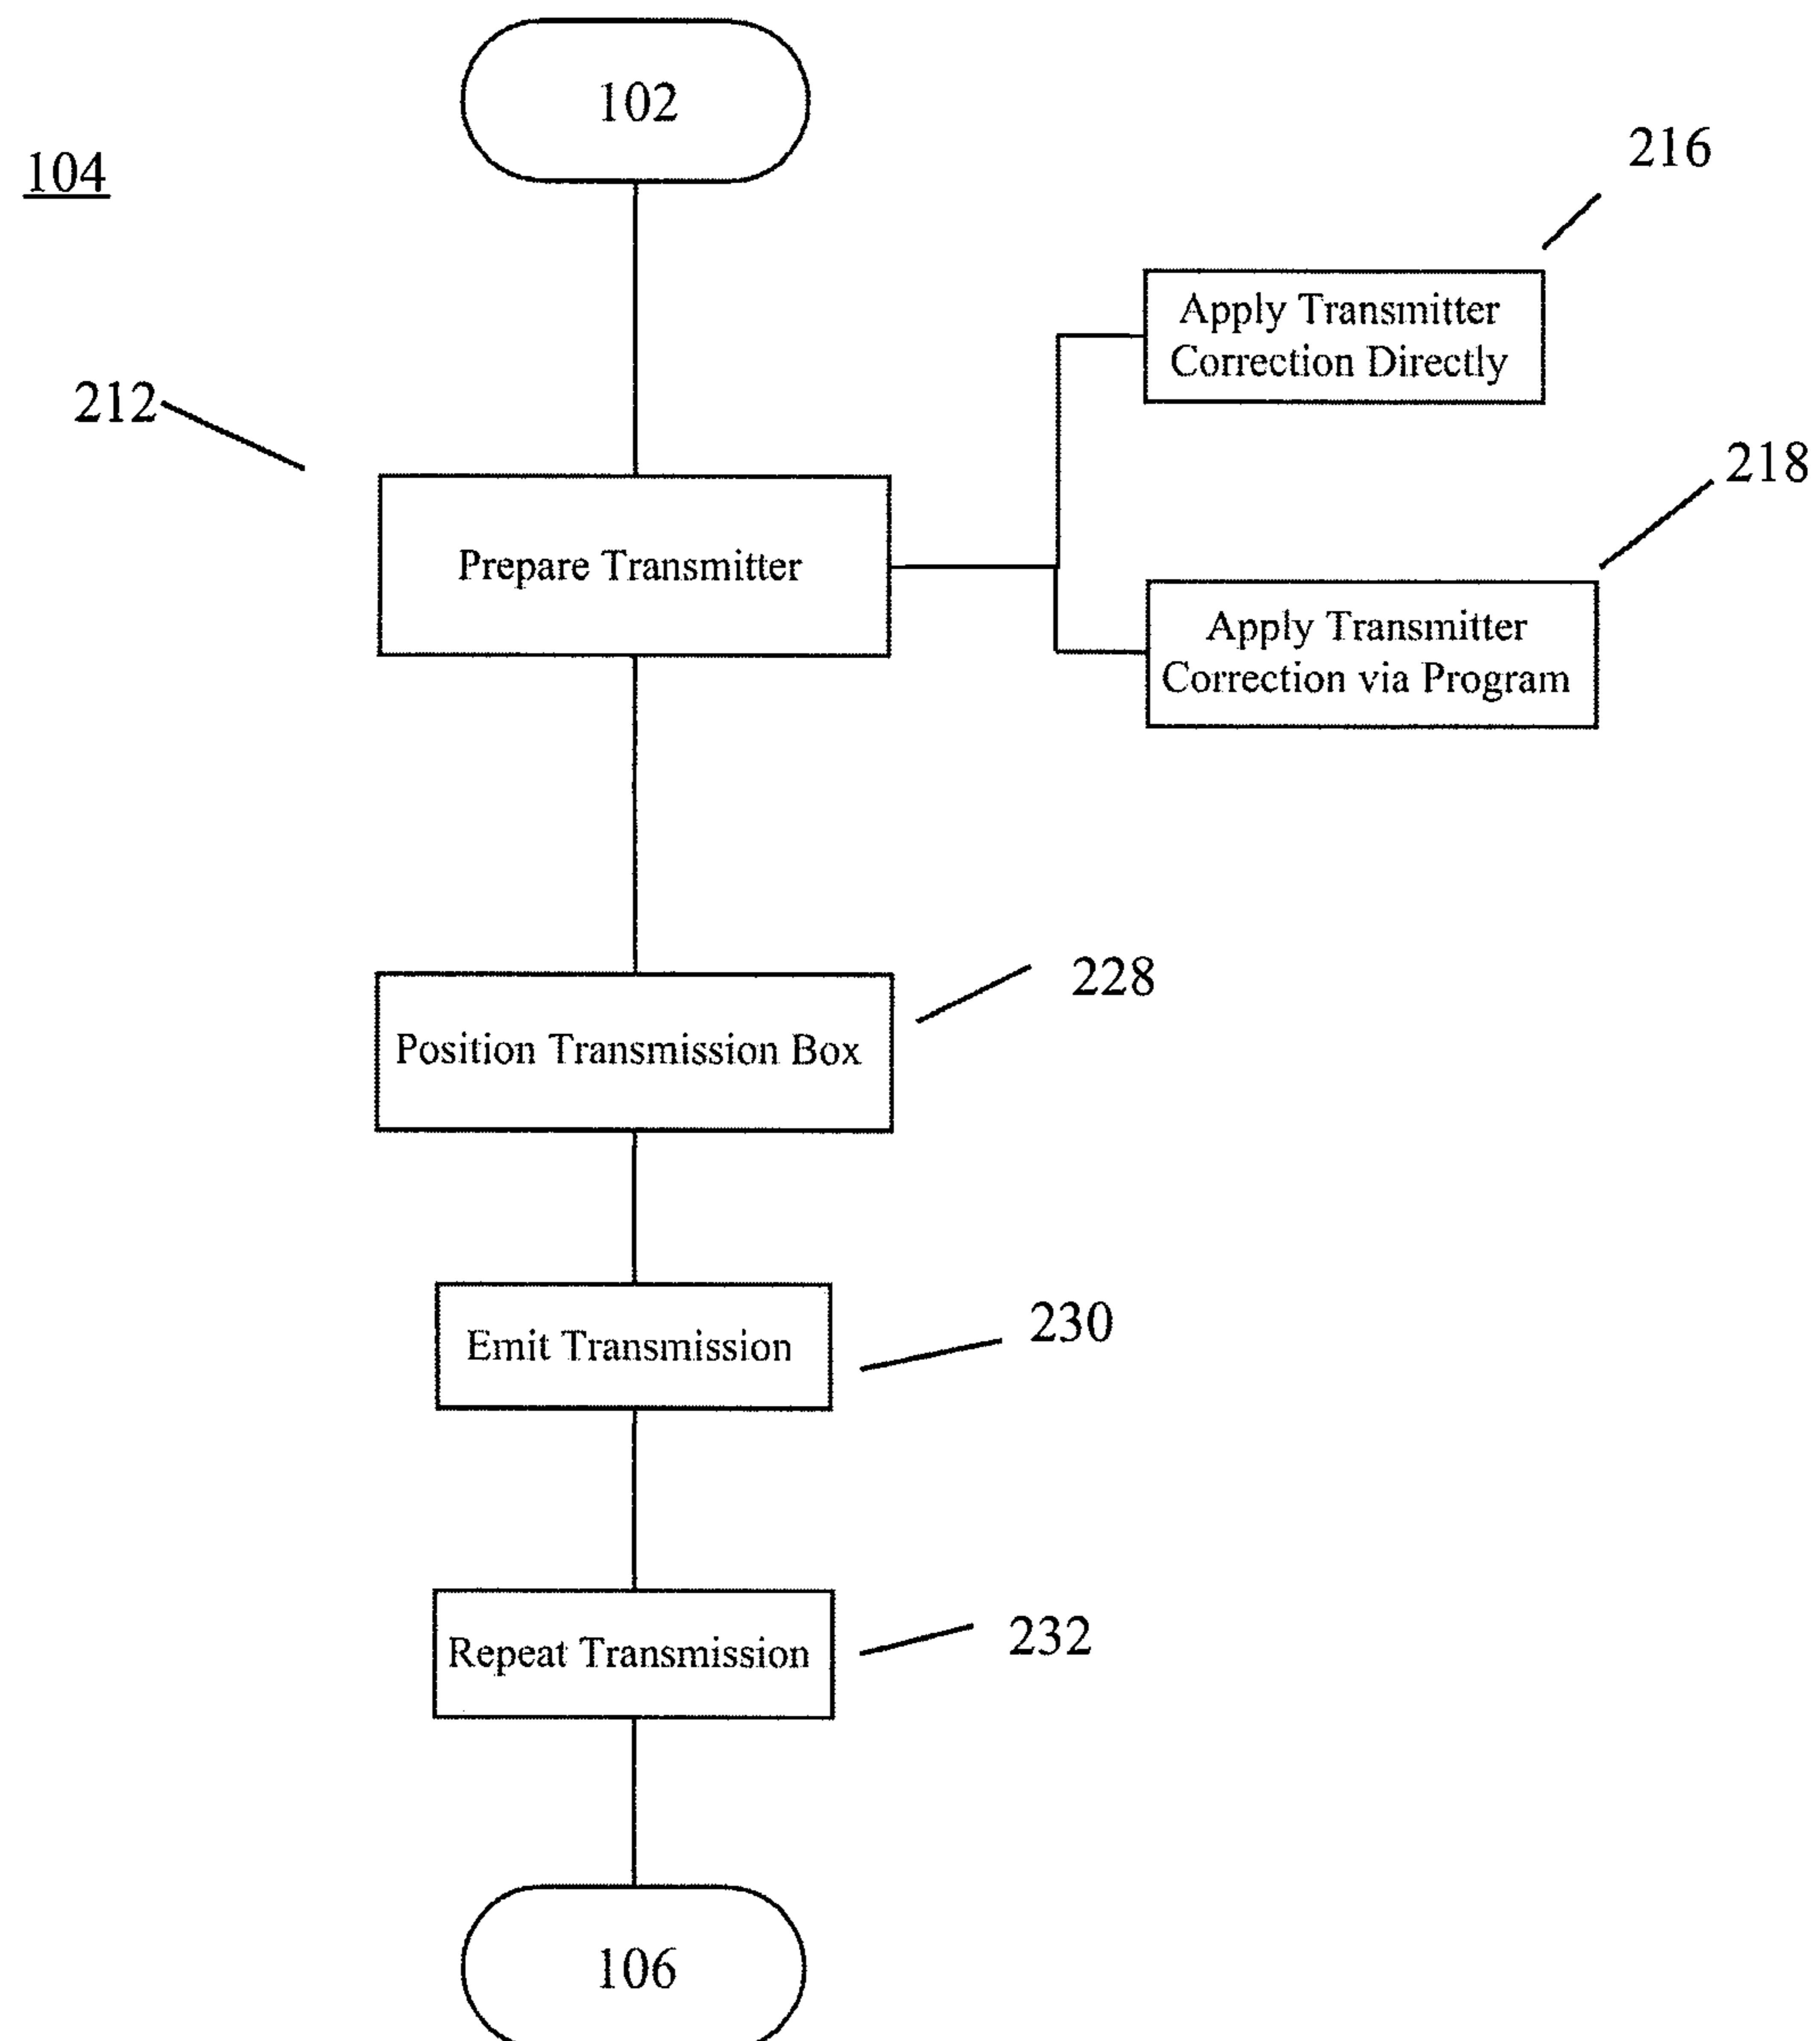 102
104
216
Apply Transmitter
Correction Directly
212
218
Prepare Transmitter
Apply Transmitter
Correction via Program
228
Position Transmission Box
230
Emit Transmission
232
Repeat Transmission
106